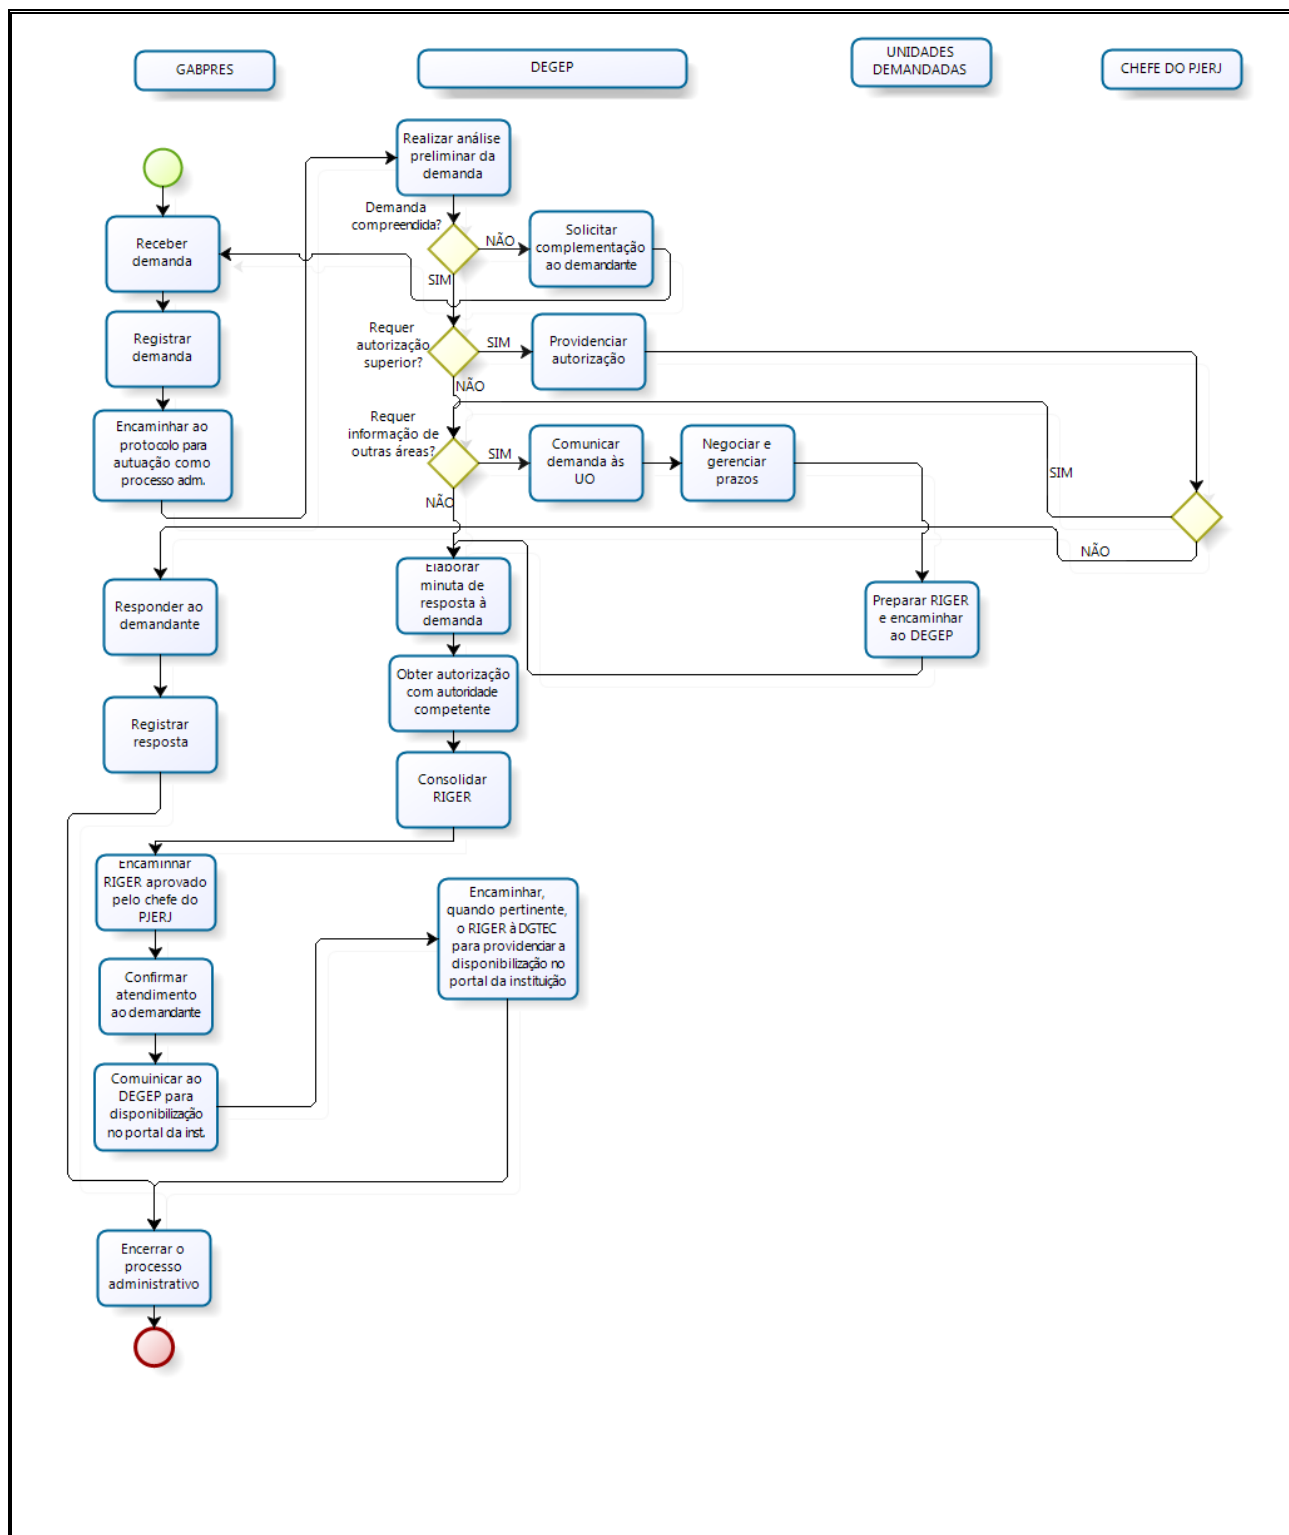 GABPRES
DEGEP
UNIDADES
DEMANDADAS
CHEFE DO PJERJ
Realizar análise
preliminar da
demanda
Demanda
compreendida?
NÃO
Solicitar
complementação
ao demandante
Receber
demanda
SIM
Registrar
demanda
Requer
autorização
superior?
SIM
Providenciar
autorização
NÃO
Encaminhar ao
protocolo para
autuação como
processo adm.
Requer
informação de
outras áreas?
SIM
Comunicar
demanda às
UO
Negociar e
gerenciar
prazos
SIM
NÃO
NÃO
Elaborar
minuta de
resposta à
demanda
Responder ao
demandante
Preparar RIGER
e encaminhar
ao DEGEP
Obter autorização
com autoridade
competente
Registrar
resposta
Consolidar
RIGER
Encaminhar
RIGER aprovado
pelo chefe do
PJERJ
Encaminhar,
quando pertinente,
o RIGER à DGTEC
para providenciar a
disponibilização no
portal da instituição
Confirmar
atendimento
ao demandante
Comuinicar ao
DEGEP para
disponibilização
no portal da inst.
Encerrar o
processo
administrativo